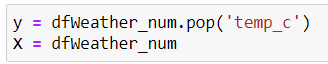 y = dfWeather_num.pop('temp_c')
X = dfWeather_num